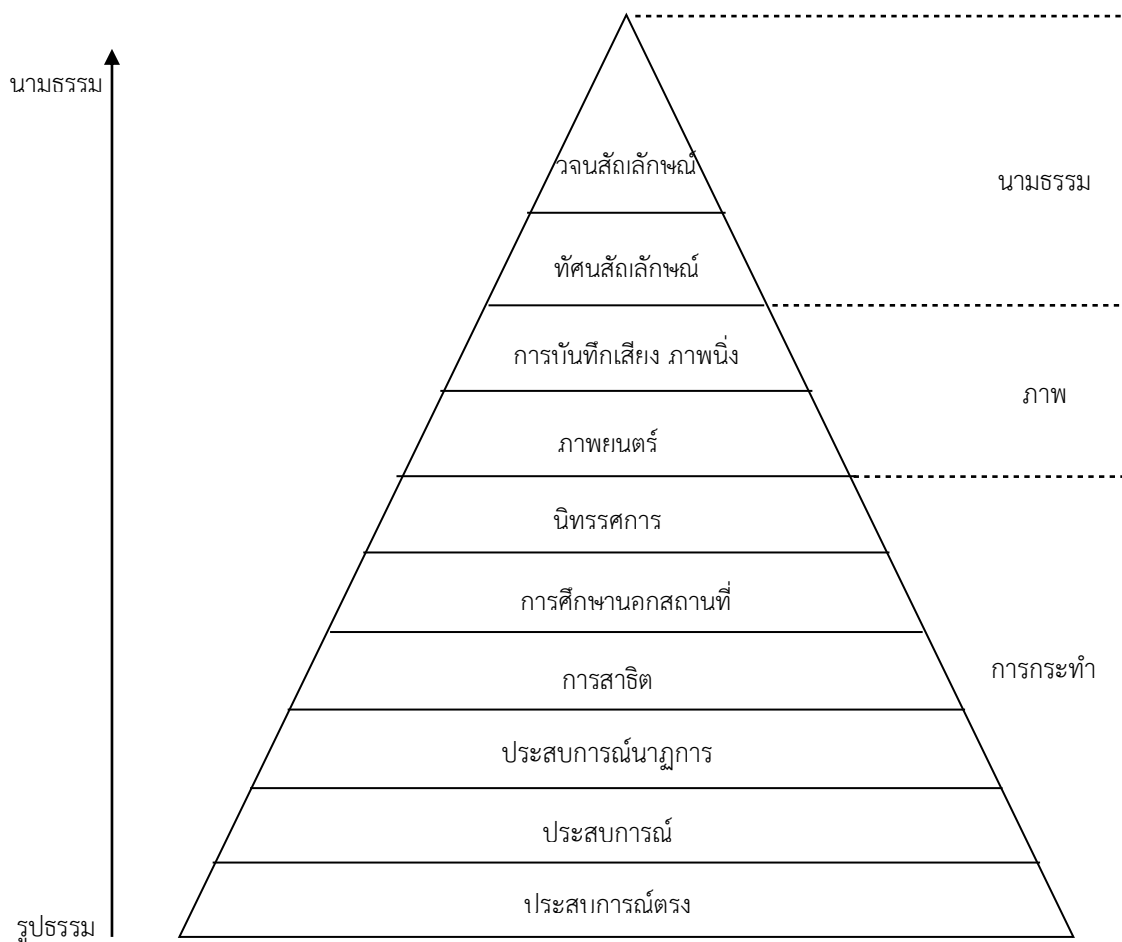 นามธรรม
วจนสัญลักษณ์
นามธรรม
ทัศนสัญลักษณ์
การบันทึกเสียง ภาพนิ่ง
ภาพ
ภาพยนตร์
นิทรรศการ
การศึกษานอกสถานที่
การกระทำ
การสาธิต
ประสบการณ์นาฏการ
ประสบการณ์
ประสบการณ์ตรง
รูปธรรม